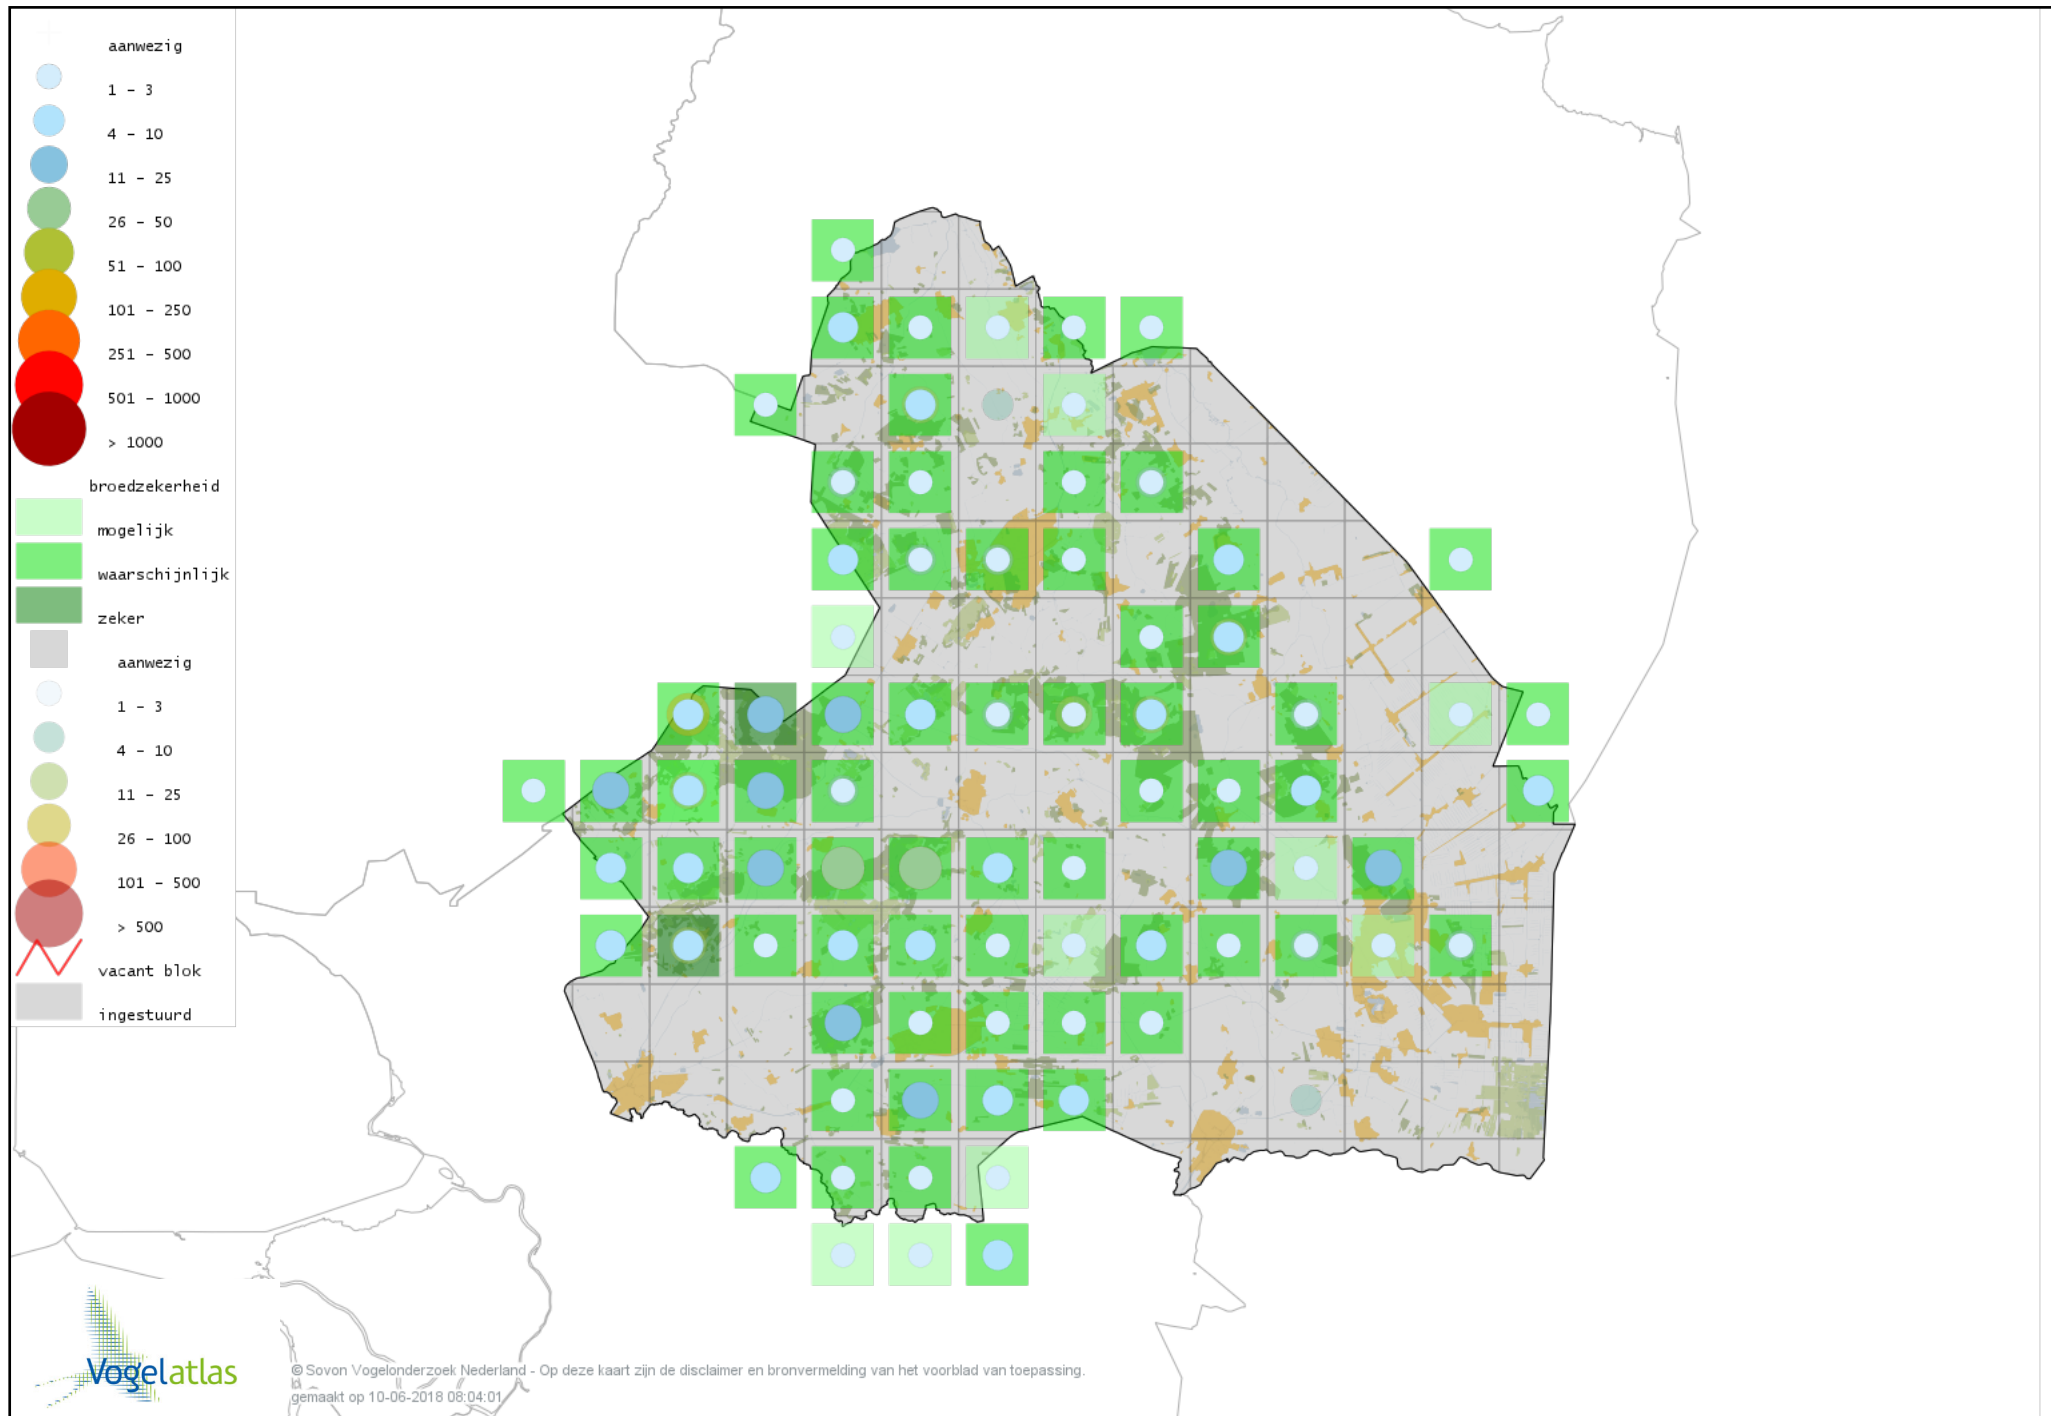 aanwezig
1 - 3
4 - 10
11 - 25
26 - 50
51 - 100
101 - 250
251 - 500
501 - 1000
> 1000
broedzekerheid
mogelijk
waarschijnlijk
zeker
aanwezig
1 - 3
4 - 10
11 - 25
26 - 100
101 - 500
> 500
vacant blok
ingestuurd
Vogelatlas
© Sovon Vogelonderzoek Nederland - Op deze kaart zijn de disclaimer en bronvermelding van het voorblad van toepassing.
gemaakt op 10-06-2018 08:04:01